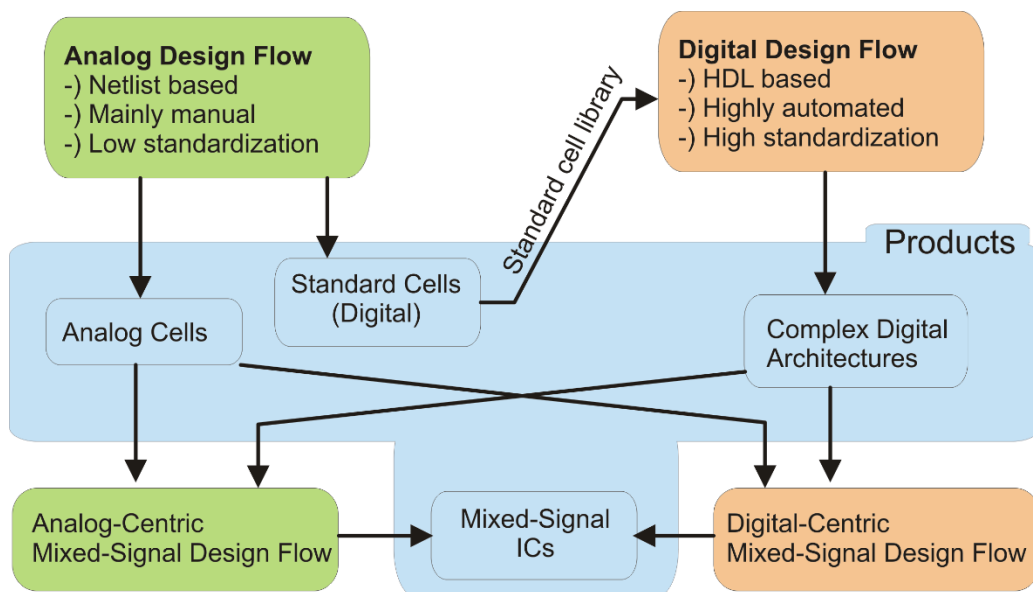 Analog Design Flow
-) Netlist based
-) Mainly manual
-) Low standardization
Standard cell library
Digital Design Flow
-) HDL based
-) Highly automated
-) High standardization
Products
Standard Cells
(Digital)
Analog Cells
Complex Digital
Architectures
Analog-Centric
Mixed-Signal Design Flow
Mixed-Signal
ICs
Digital-Centric
Mixed-Signal Design Flow